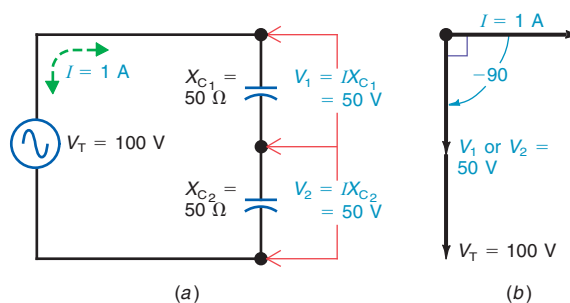 I = 1 A
V_T = 100 V
X_C1 =
50 Ω
V_1 = IX_C1
= 50 V
X_C2 =
50 Ω
V_2 = IX_C2
= 50 V
(a)
I = 1 A
−90
V_1 or V_2 =
50 V
V_T = 100 V
(b)